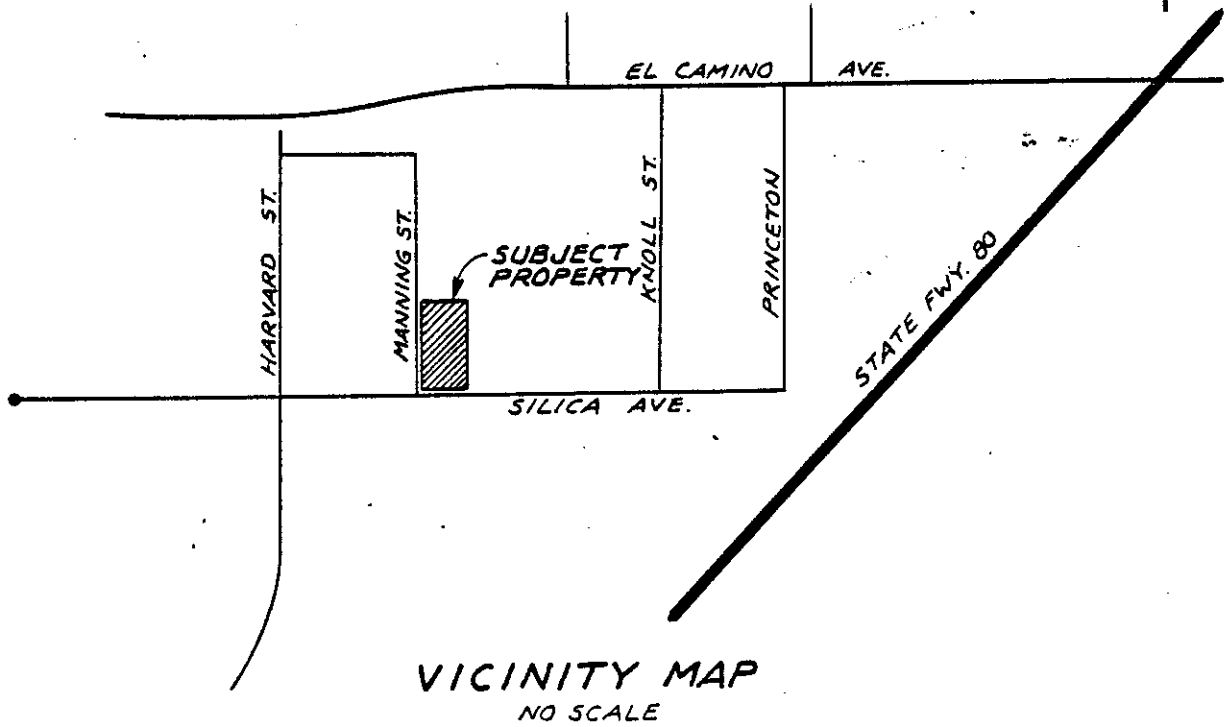 EL CAMINO AVE.
HARVARD ST.
MANNING ST.
SUBJECT
PROPERTY
KNOLL ST.
PRINCETON
STATE FWY. 80
SILICA AVE.
VICINITY MAP
NO SCALE